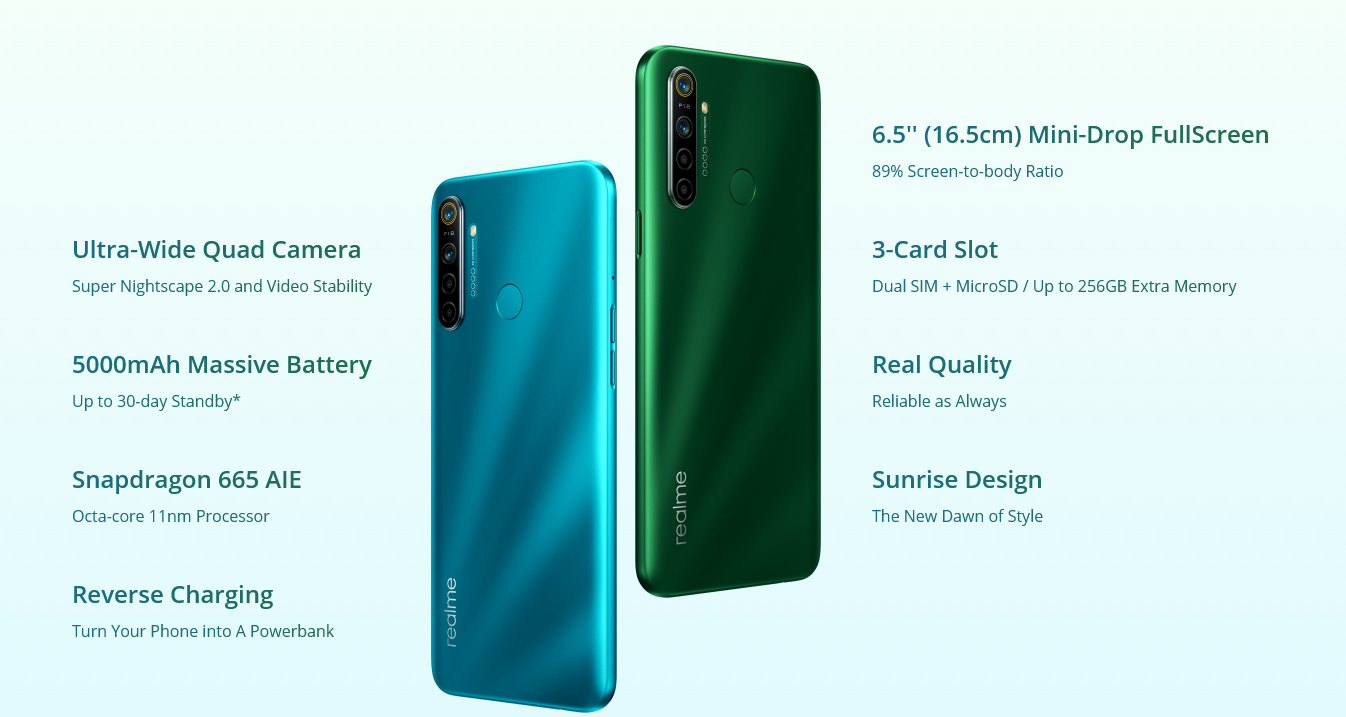 Ultra-Wide Quad Camera
Super Nightscape 2.0 and Video Stability
5000mAh Massive Battery
Up to 30-day Standby*
Snapdragon 665 AIE
Octa-core 11nm Processor
Reverse Charging
Turn Your Phone into A Powerbank
realme
realme
6.5'' (16.5cm) Mini-Drop FullScreen
89% Screen-to-body Ratio
3-Card Slot
Dual SIM + MicroSD / Up to 256GB Extra Memory
Real Quality
Reliable as Always
Sunrise Design
The New Dawn of Style